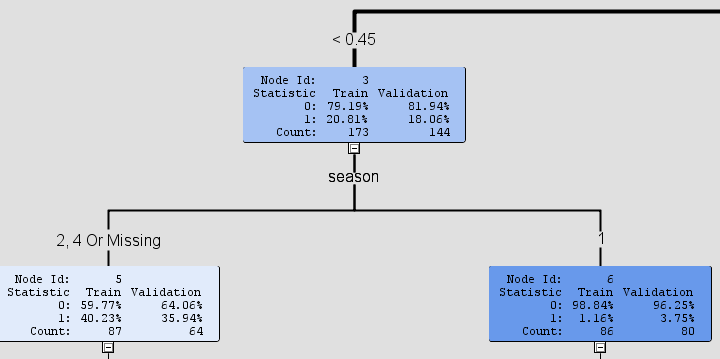 < 0.45
Node Id: 3
Statistic Train Validation
0: 79.19% 81.94%
1: 20.81% 18.06%
Count: 173 144
season
2, 4 Or Missing
1
Node Id: 5
Statistic Train Validation
0: 59.77% 64.06%
1: 40.23% 35.94%
Count: 87 64
Node Id: 6
Statistic Train Validation
0: 98.84% 96.25%
1: 1.16% 3.75%
Count: 86 80